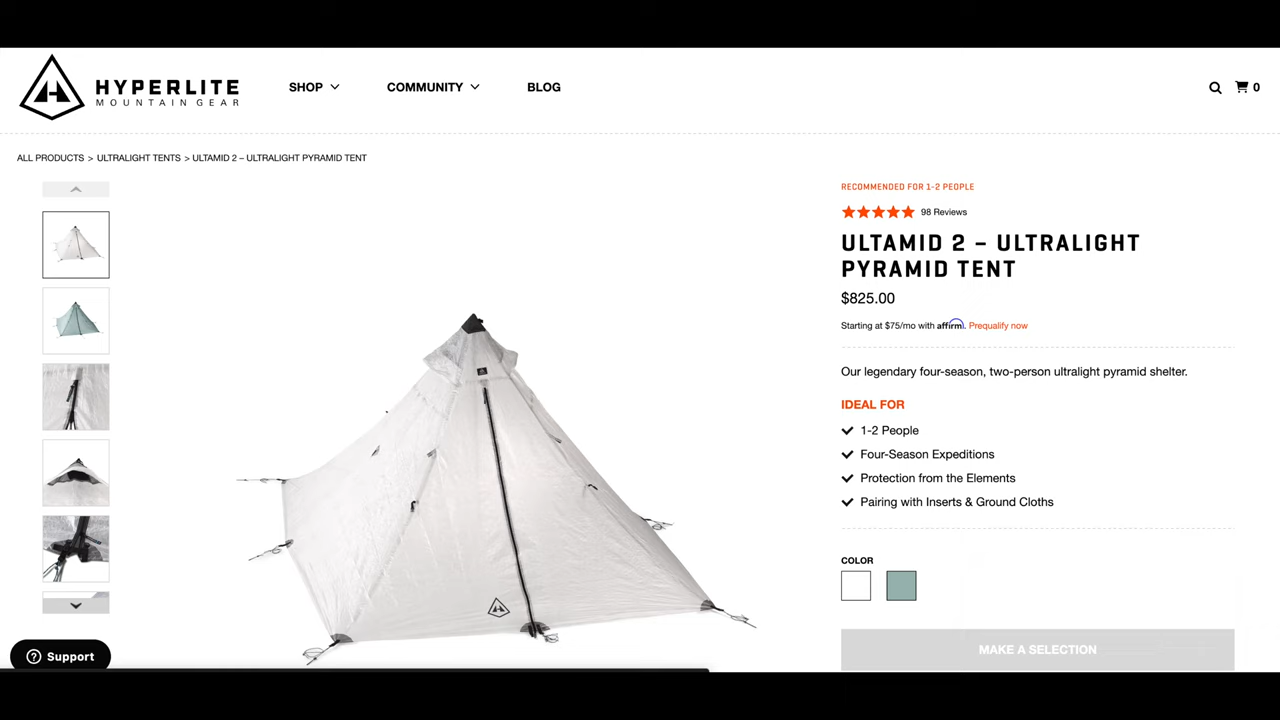 HYPERLITE
MOUNTAIN GEAR
SHOP
COMMUNITY
BLOG
0
ALL PRODUCTS > ULTRALIGHT TENTS > ULTAMID 2 – ULTRALIGHT PYRAMID TENT
RECOMMENDED FOR 1-2 PEOPLE
98 Reviews
ULTAMID 2 – ULTRALIGHT
PYRAMID TENT
$825.00
Starting at $75/mo with affirm. Prequalify now
Our legendary four-season, two-person ultralight pyramid shelter.
IDEAL FOR
1-2 People
Four-Season Expeditions
Protection from the Elements
Pairing with Inserts & Ground Cloths
COLOR
MAKE A SELECTION
? Support